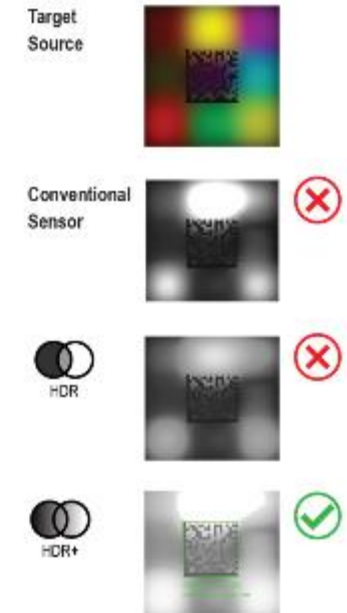 Target
Source
Conventional
Sensor
HDR
HDR+